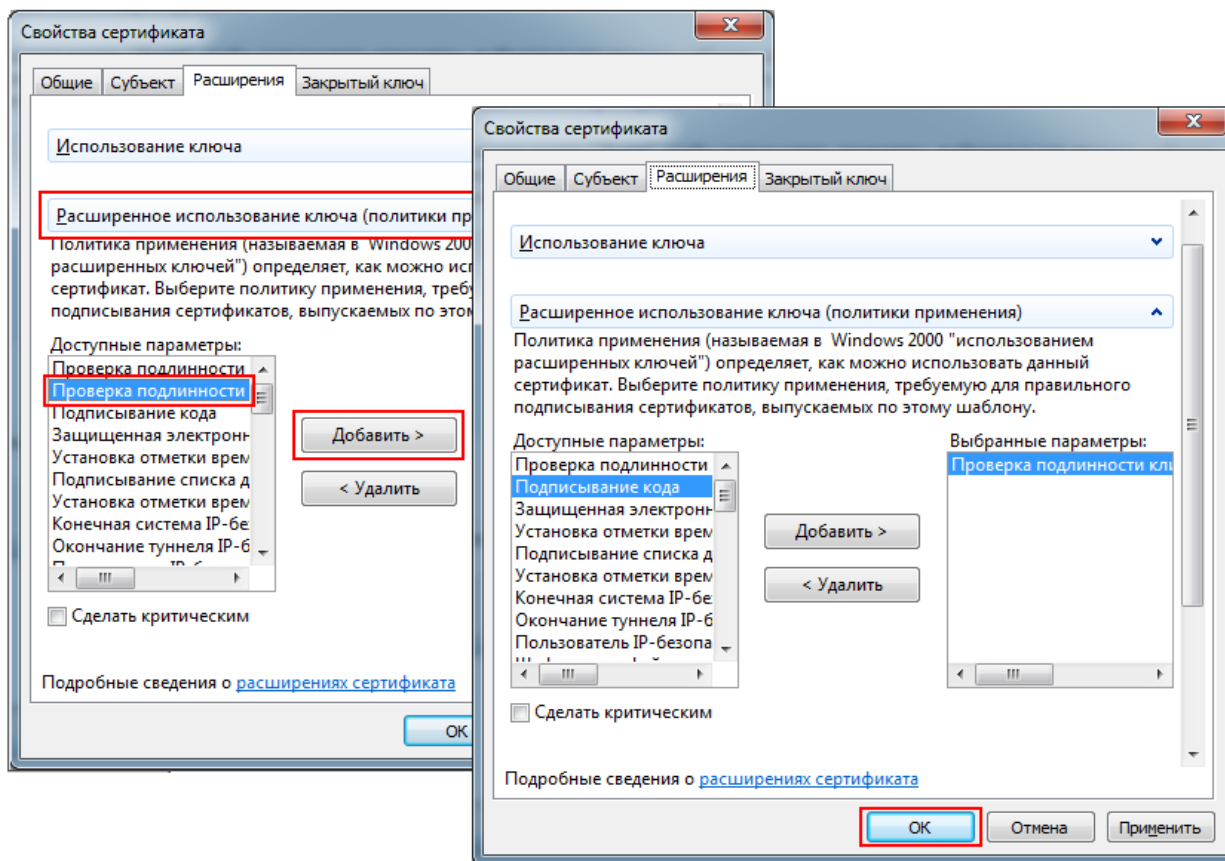 Свойства сертификата
Общие Субъект Расширения Закрытый ключ
Использование ключа
Расширенное использование ключа (политики пр
Политика применения (называемая в Windows 200
расширенных ключей") определяет, как можно исп
сертификат. Выберите политику применения, треб
подписывания сертификатов, выпускаемых по этом
Доступные параметры:
Проверка подлинности
Проверка подлинности
Подписывание кода
Защищенная электронн
Установка отметки врем
Подписывание списка д
Установка отметки врем
Конечная система IP-бе
Окончание туннеля IP-б
Добавить >
< Удалить
Сделать критическим
Подробные сведения о расширениях сертификата
ОК
Свойства сертификата
Общие Субъект Расширения Закрытый ключ
Использование ключа
Расширенное использование ключа (политики применения)
Политика применения (называемая в Windows 2000 "использованием
расширенных ключей") определяет, как можно использовать данный
сертификат. Выберите политику применения, требуемую для правильного
подписывания сертификатов, выпускаемых по этому шаблону.
Доступные параметры:
Проверка подлинности
Подписывание кода
Защищенная электронн
Установка отметки врем
Подписывание списка д
Установка отметки врем
Конечная система IP-бе
Окончание туннеля IP-б
Пользователь IP-безопа
Добавить >
< Удалить
Выбранные параметры:
Проверка подлинности кли
Сделать критическим
Подробные сведения о расширениях сертификата
ОК Отмена Применить